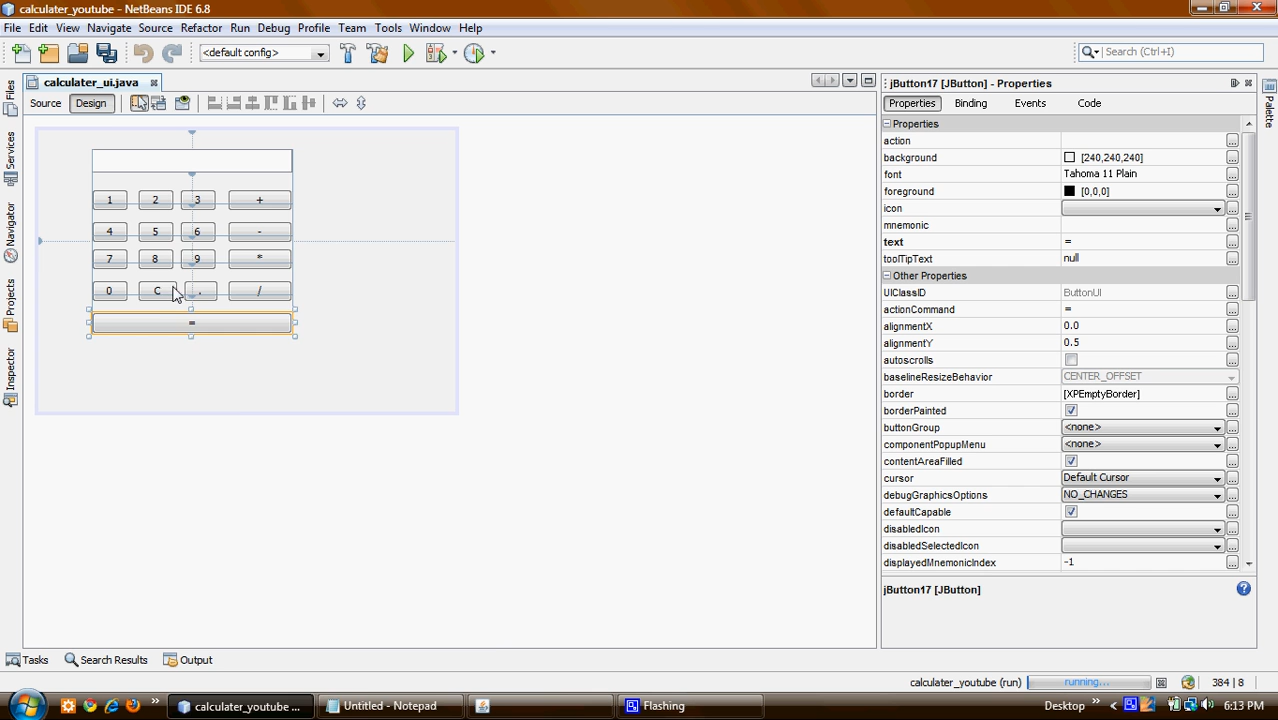 calculater_youtube - NetBeans IDE 6.8
File Edit View Navigate Source Refactor Run Debug Profile Team Tools Window Help
<default config>
Search (Ctrl+I)
calculater_ui.java
Source Design
Files
Services
Navigator
Projects
Inspector
1 2 3 +
4 5 6 -
7 8 9 *
0 C . /
=
jButton17 [JButton] - Properties
Palette
Properties Binding Events Code
Properties
action ...
background [240,240,240] ...
font Tahoma 11 Plain ...
foreground [0,0,0] ...
icon ...
mnemonic ...
text = ...
toolTipText null ...
Other Properties
UIClassID ButtonUI ...
actionCommand = ...
alignmentX 0.0 ...
alignmentY 0.5 ...
autoscrolls ...
baselineResizeBehavior CENTER_OFFSET ...
border [XPEmptyBorder] ...
borderPainted ...
buttonGroup <none> ...
componentPopupMenu <none> ...
contentAreaFilled ...
cursor Default Cursor ...
debugGraphicsOptions NO_CHANGES ...
defaultCapable ...
disabledIcon ...
disabledSelectedIcon ...
displayedMnemonicIndex -1 ...
jButton17 [JButton]
Tasks Search Results Output
calculater_youtube (run) running... 384 | 8
» calculater_youtube ... Untitled - Notepad Flashing Desktop » < 6:13 PM